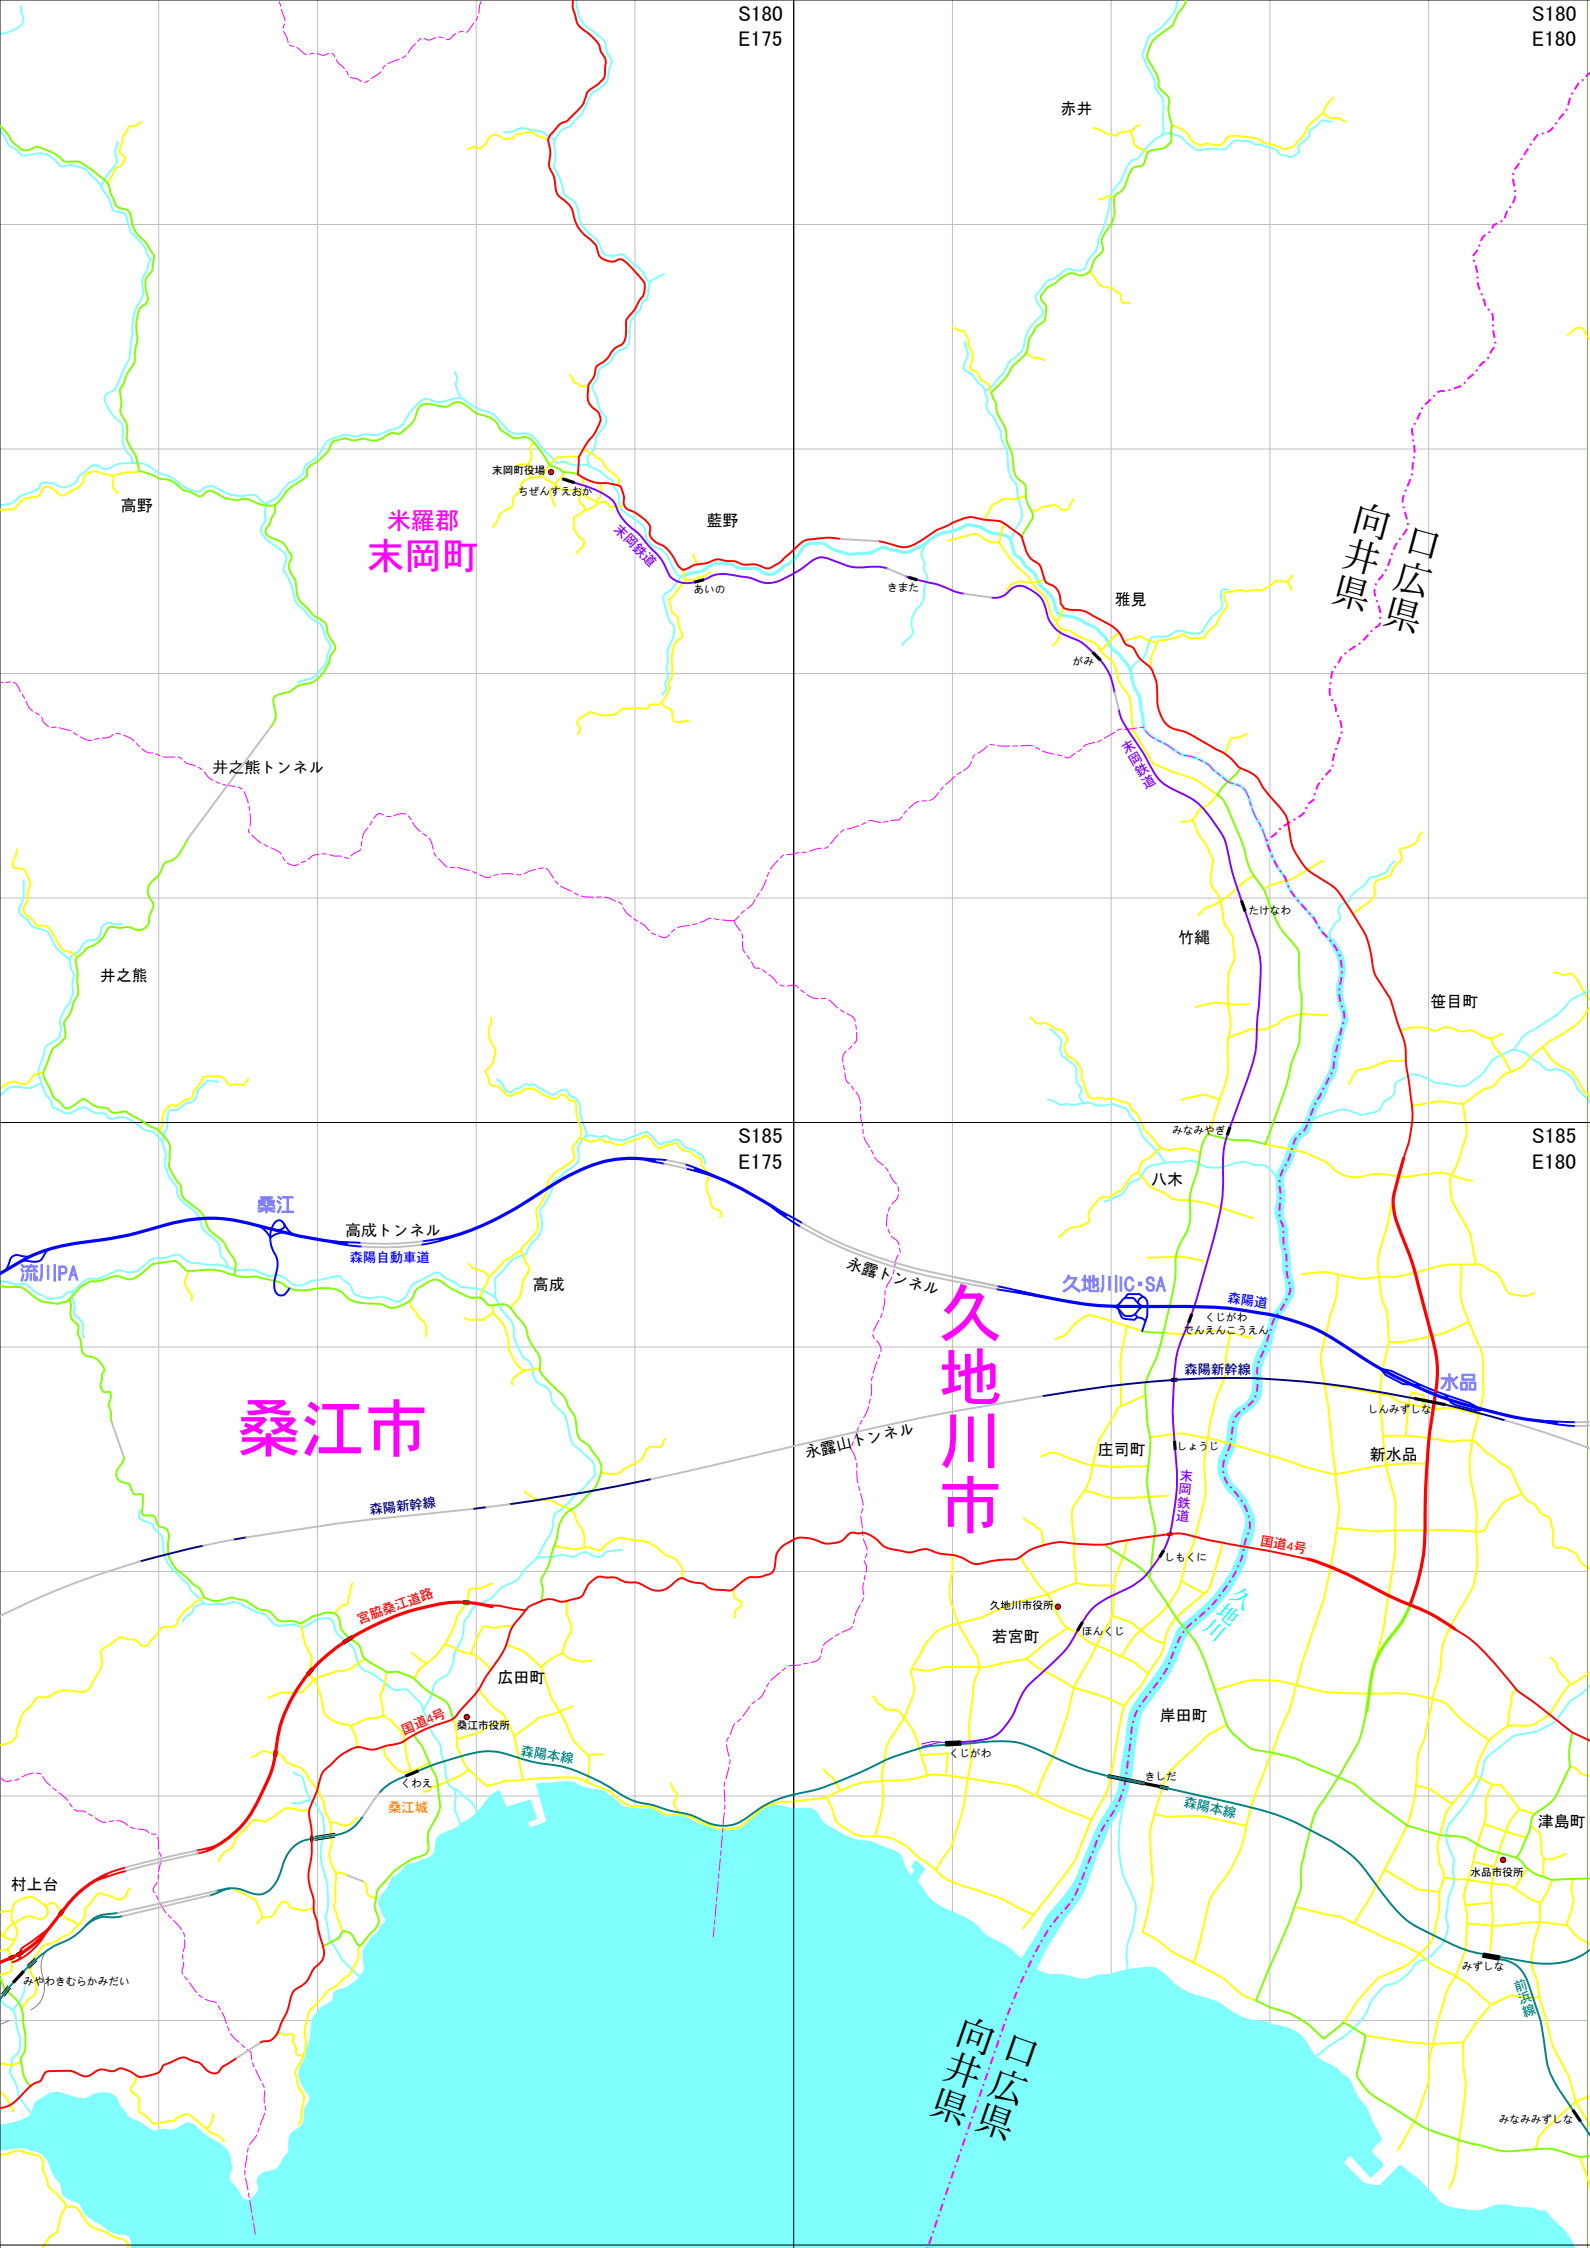 S180
E175
S180
E180
赤井
末岡町役場
ちぜんすえおか
高野
米羅郡
末岡町
末岡鉄道
藍野
あいの
きまた
雅見
がみ
向井県
口広県
井之熊トンネル
末岡鉄道
たけなわ
竹縄
井之熊
笹目町
S185
E175
みなみやぎ
S185
E180
八木
桑江
高成トンネル
森陽自動車道
流川PA
高成
永露トンネル
久地川IC・SA
森陽道
くじがわ
でんえんこうえん
久地川市
森陽新幹線
水品
しんみずしな
桑江市
永露山トンネル
庄司町
しょうじ
新水品
末岡鉄道
森陽新幹線
国道4号
しもくに
宮脇桑江道路
久地川
久地川市役所
若宮町
ほんくじ
広田町
岸田町
国道4号
桑江市役所
森陽本線
くじがわ
くわえ
きしだ
桑江城
森陽本線
津島町
水品市役所
村上台
みずしな
みやわきむらかみだい
前浜線
向井県
口広県
みなみみずしな